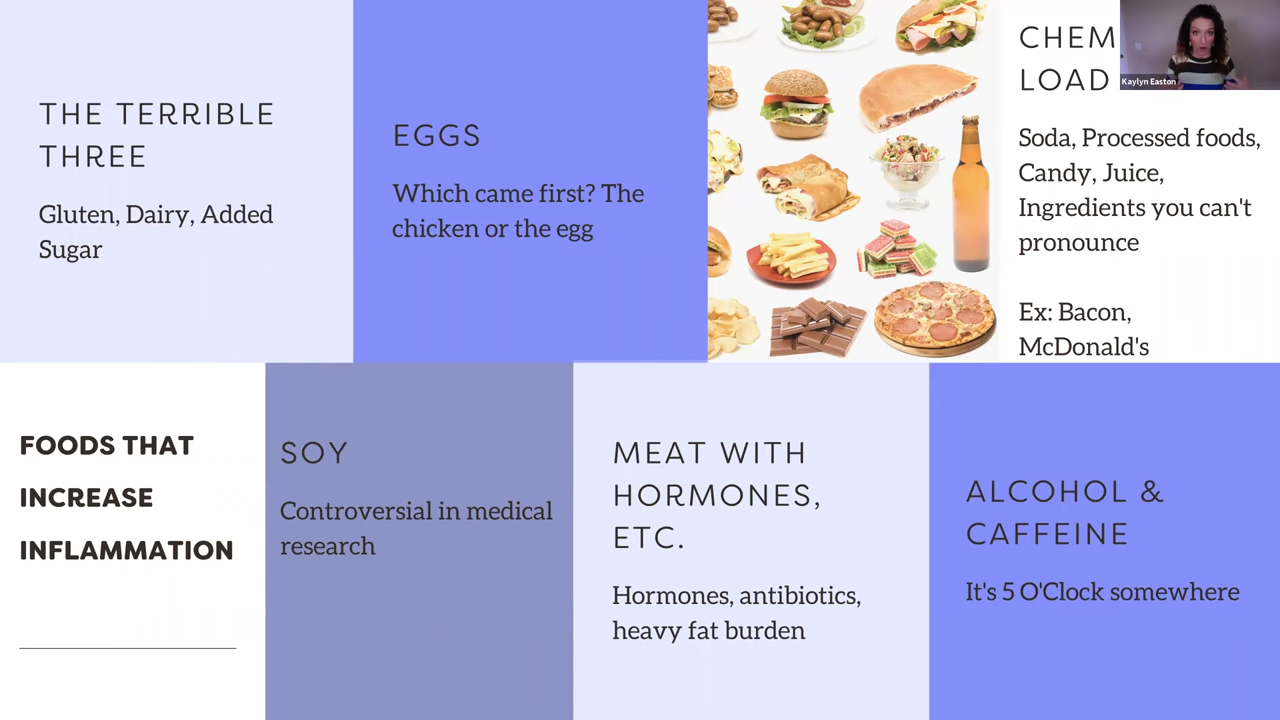 THE TERRIBLE
THREE
Gluten, Dairy, Added
Sugar
EGGS
Which came first? The
chicken or the egg
CHEM
LOAD
Soda, Processed foods,
Candy, Juice,
Ingredients you can't
pronounce
Ex: Bacon,
McDonald's
Kaylyn Easton
FOODS THAT
INCREASE
INFLAMMATION
SOY
Controversial in medical
research
MEAT WITH
HORMONES,
ETC.
Hormones, antibiotics,
heavy fat burden
ALCOHOL &
CAFFEINE
It's 5 O'Clock somewhere